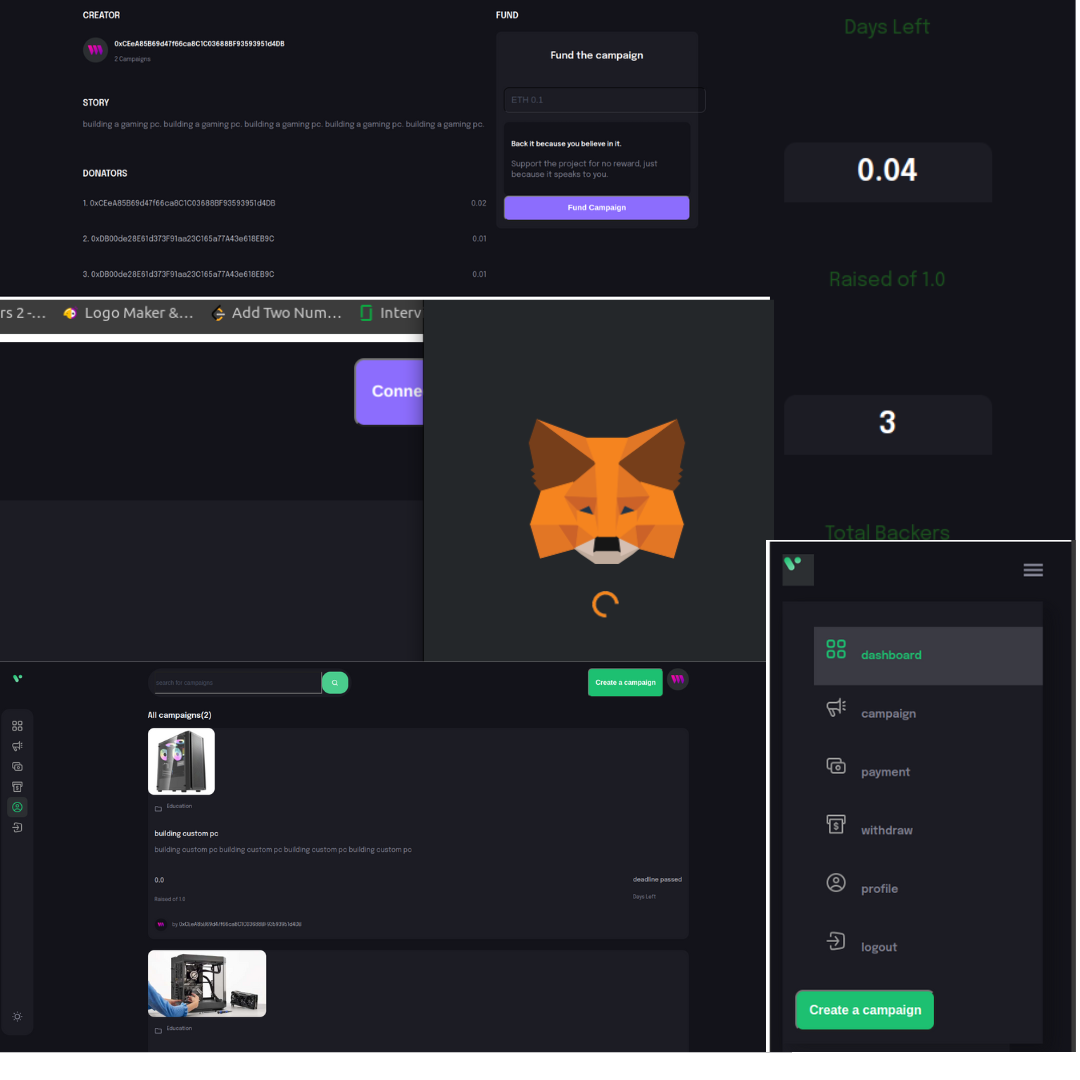 CREATOR
0xCEeA85B69d47f66ca8C1C03688BF93593951d4DB
2 Campaigns
STORY
building a gaming pc. building a gaming pc. building a gaming pc. building a gaming pc. building a gaming pc.
DONATORS
1. 0xCEeA85B69d47f66ca8C1C03688BF93593951d4DB 0.02
2. 0xDB00de28E61d373F91aa23C165a77A43e618EB9C 0.01
3. 0xDB00de28E61d373F91aa23C165a77A43e618EB9C 0.01
FUND
Fund the campaign
ETH 0.1
Back it because you believe in it.
Support the project for no reward, just
because it speaks to you.
Fund Campaign
Days Left
0.04
Raised of 1.0
3
Total Backers
rs 2 -... Logo Maker &... Add Two Num... Interv
Conne
search for campaigns
Create a campaign
All campaigns(2)
Education
building custom pc
building custom pc building custom pc building custom pc building custom pc
0.0 deadline passed
Raised of 1.0 Days Left
by
Education
dashboard
campaign
payment
withdraw
profile
logout
Create a campaign